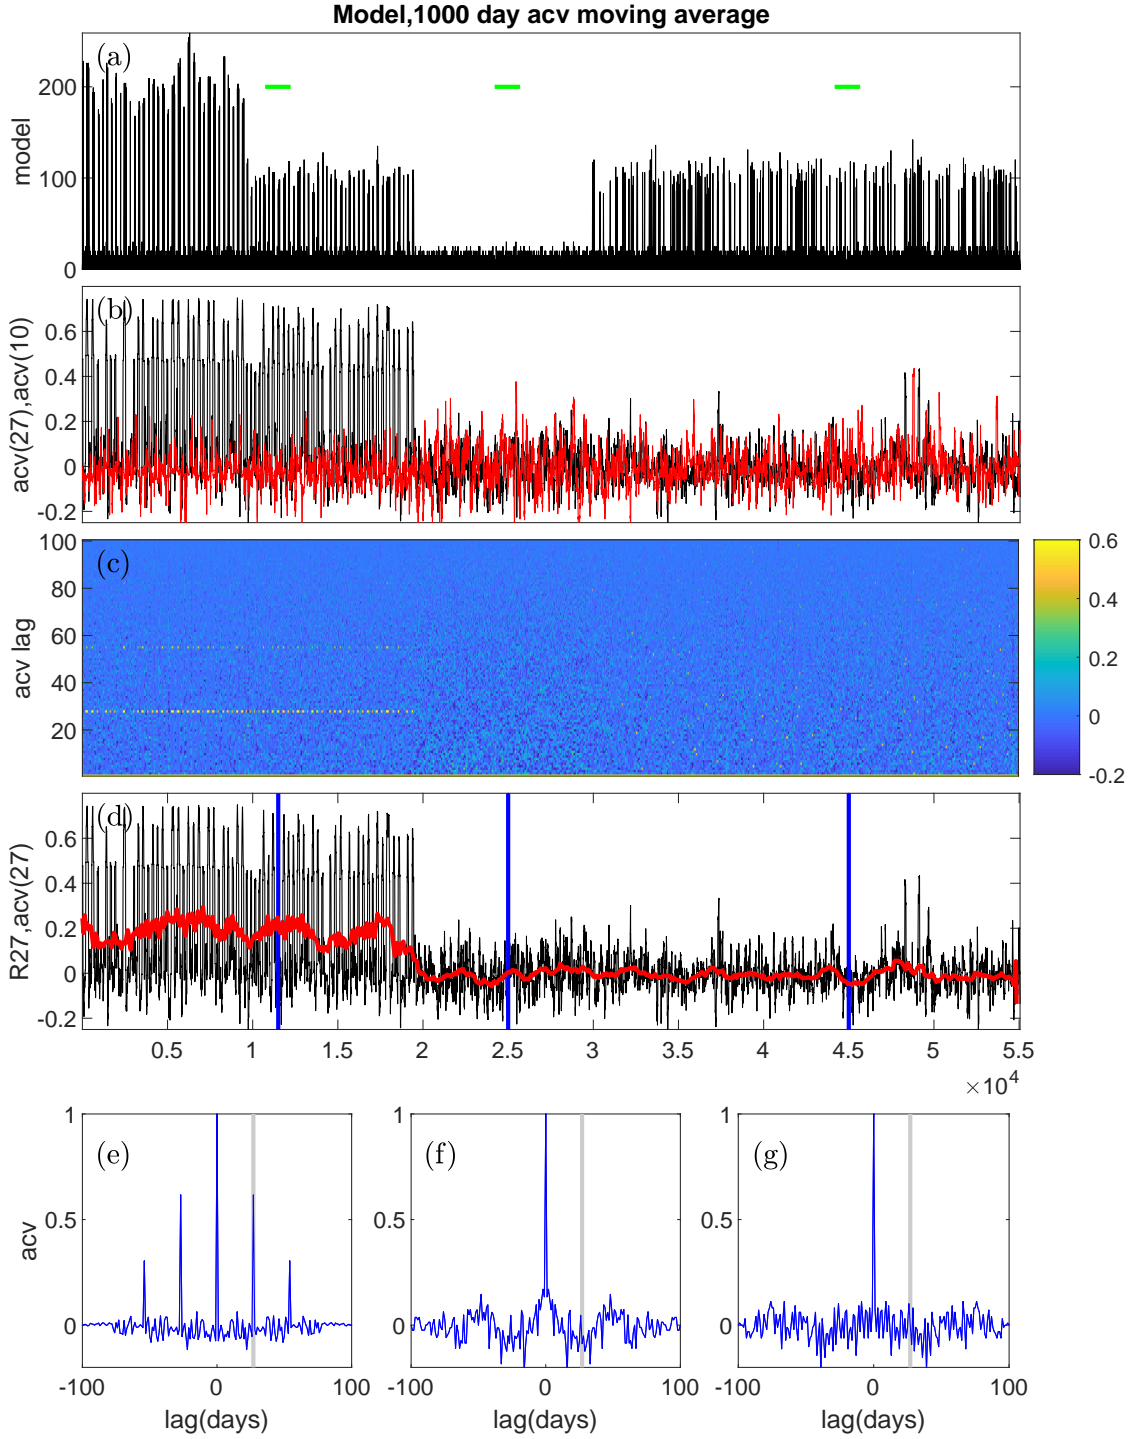 Model,1000 day acv moving average
(a)
200
100
0
model
(b)
0.6
0.4
0.2
0
-0.2
acv(27),acv(10)
(c)
100
80
60
40
20
acv lag
0.6
0.4
0.2
0
-0.2
(d)
0.6
0.4
0.2
0
-0.2
R27,acv(27)
0.5 1 1.5 2 2.5 3 3.5 4 4.5 5 5.5
×10^4
(e)
1
0.5
0
acv
-100 0 100
lag(days)
(f)
1
0.5
0
-100 0 100
lag(days)
(g)
1
0.5
0
-100 0 100
lag(days)